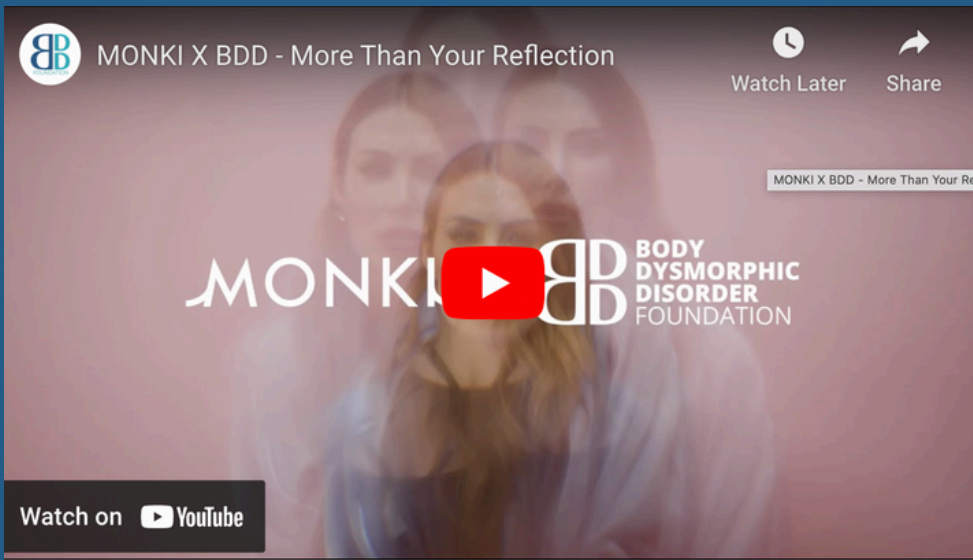 MONKI X BDD - More Than Your Reflection
Watch Later
Share
MONKI X BDD - More Than Your Re
MONKI
BODY
DYSMORPHIC
DISORDER
FOUNDATION
Watch on YouTube